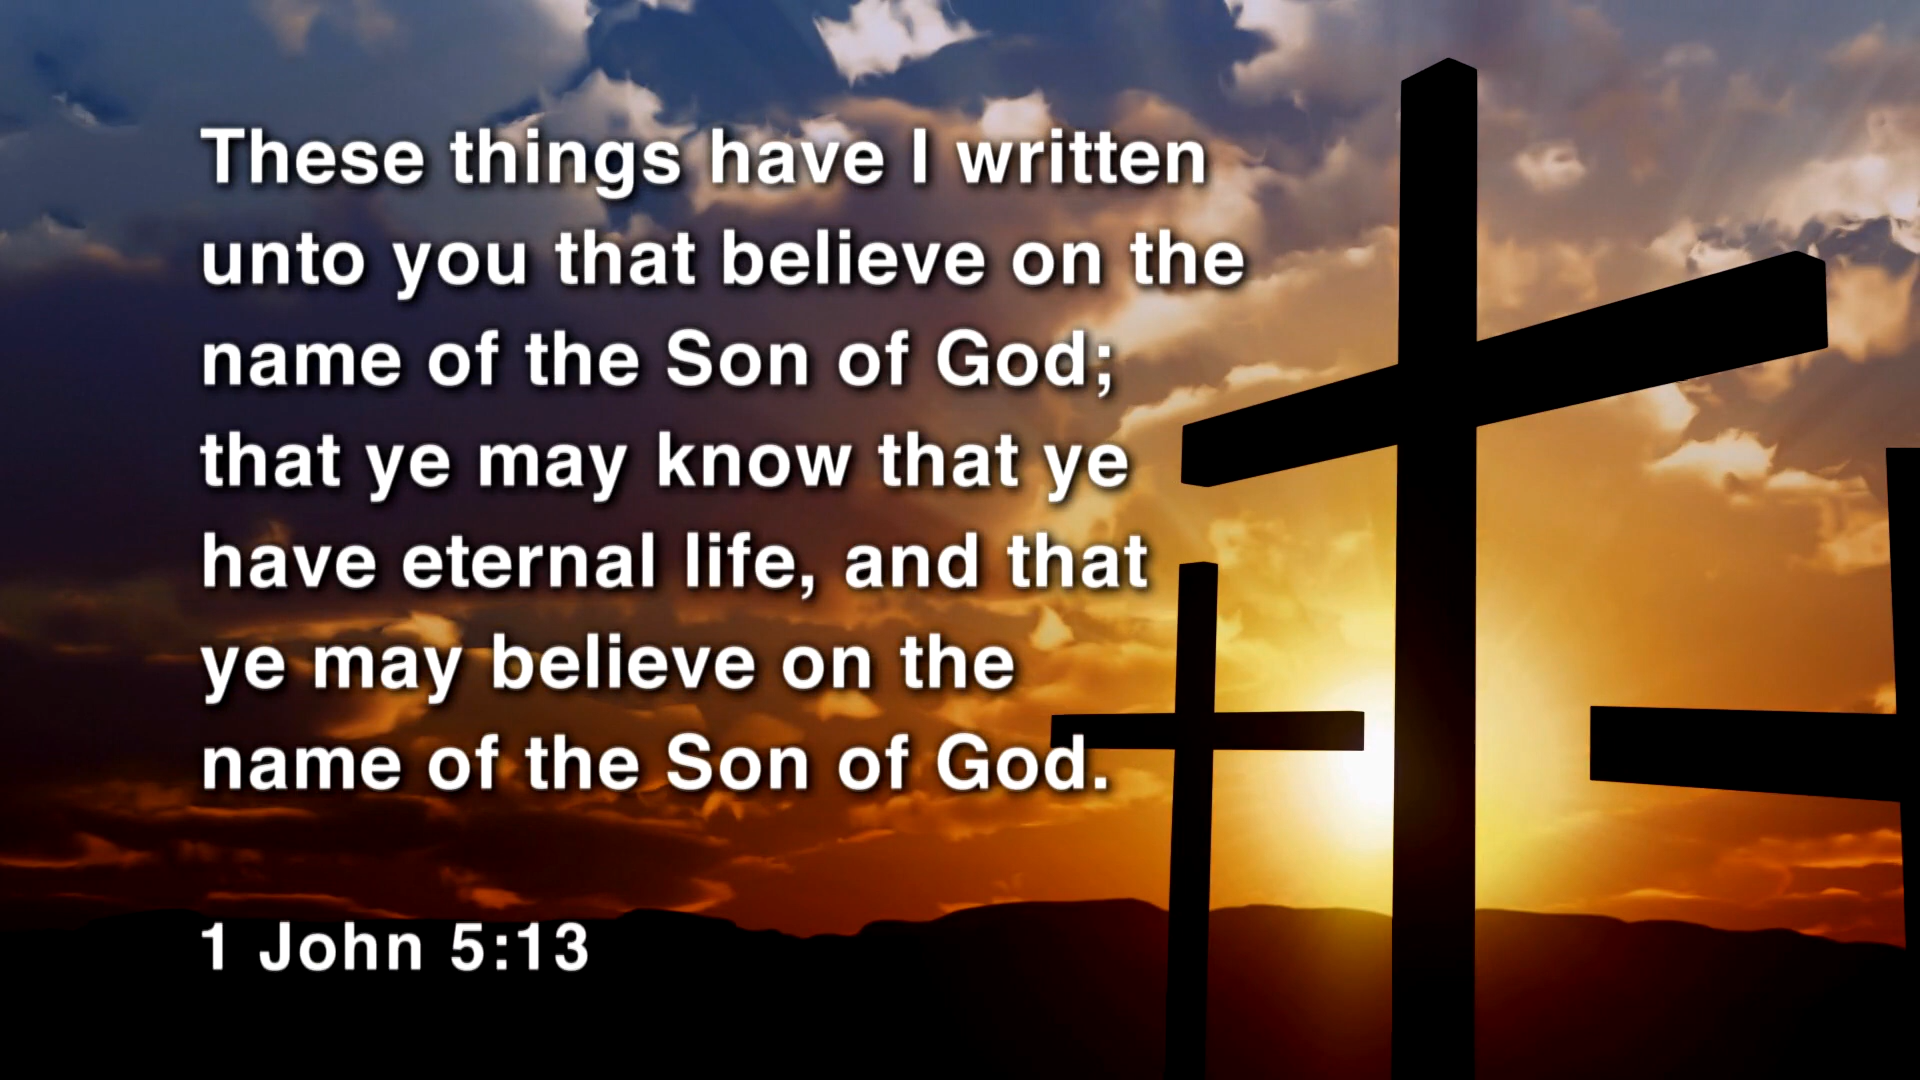 These things have I written
unto you that believe on the
name of the Son of God;
that ye may know that ye
have eternal life, and that
ye may believe on the
name of the Son of God.
1 John 5:13